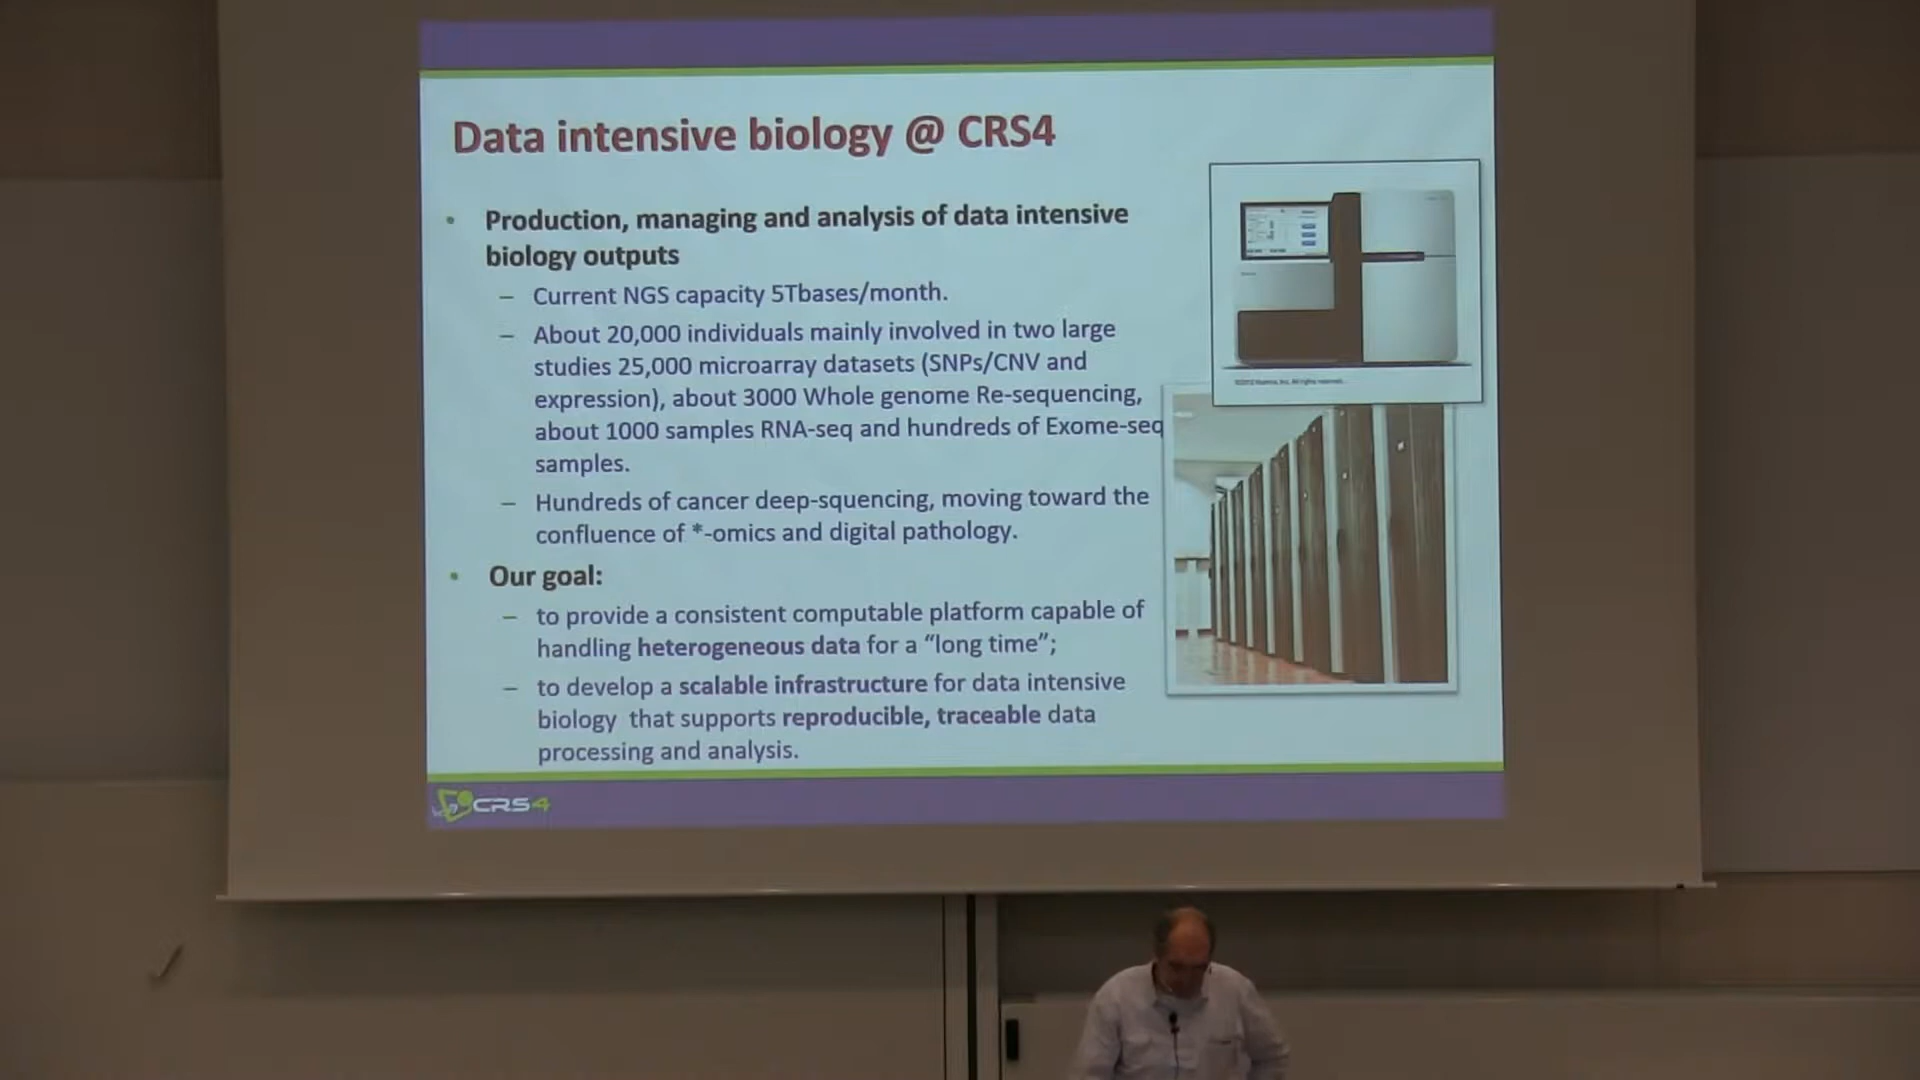 Data intensive biology @ CRS4
• Production, managing and analysis of data intensive
biology outputs
– Current NGS capacity 5Tbases/month.
– About 20,000 individuals mainly involved in two large
studies 25,000 microarray datasets (SNPs/CNV and
expression), about 3000 Whole genome Re-sequencing,
about 1000 samples RNA-seq and hundreds of Exome-seq
samples.
– Hundreds of cancer deep-squencing, moving toward the
confluence of *-omics and digital pathology.
• Our goal:
– to provide a consistent computable platform capable of
handling heterogeneous data for a “long time”;
– to develop a scalable infrastructure for data intensive
biology that supports reproducible, traceable data
processing and analysis.
CRS4